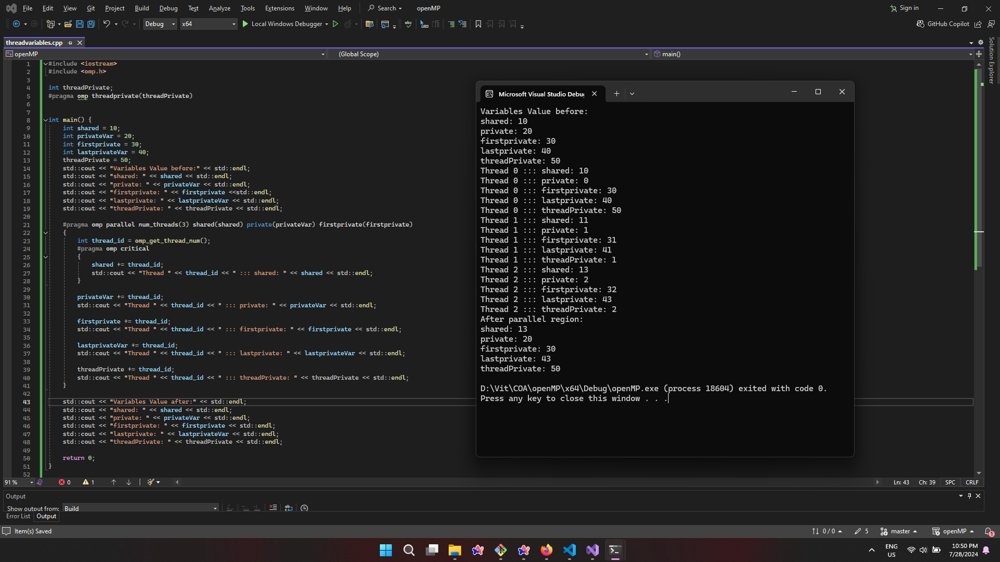 File Edit View Git Project Build Debug Test Analyze Tools Extensions Window Help Search openMP Sign in
Debug x64 Local Windows Debugger GitHub Copilot
threadvariables.cpp
Solution Explorer
openMP (Global Scope) main()
1 #include <iostream>
2 #include <omp.h>
3
4 int threadPrivate;
5 #pragma omp threadprivate(threadPrivate)
6
7
8 int main() {
9 int shared = 10;
10 int privateVar = 20;
11 int firstprivate = 30;
12 int lastprivateVar = 40;
13 threadPrivate = 50;
14 std::cout << "Variables Value before:" << std::endl;
15 std::cout << "shared: " << shared << std::endl;
16 std::cout << "private: " << privateVar << std::endl;
17 std::cout << "firstprivate: " << firstprivate <<std::endl;
18 std::cout << "lastprivate: " << lastprivateVar << std::endl;
19 std::cout << "threadPrivate: " << threadPrivate << std::endl;
20
21 #pragma omp parallel num_threads(3) shared(shared) private(privateVar) firstprivate(firstprivate)
22 {
23 int thread_id = omp_get_thread_num();
24 #pragma omp critical
25 {
26 shared += thread_id;
27 std::cout << "Thread " << thread_id << " ::: shared: " << shared << std::endl;
28 }
29
30 privateVar += thread_id;
31 std::cout << "Thread " << thread_id << " ::: private: " << privateVar << std::endl;
32
33 firstprivate += thread_id;
34 std::cout << "Thread " << thread_id << " ::: firstprivate: " << firstprivate << std::endl;
35
36 lastprivateVar += thread_id;
37 std::cout << "Thread " << thread_id << " ::: lastprivate: " << lastprivateVar << std::endl;
38
39 threadPrivate += thread_id;
40 std::cout << "Thread " << thread_id << " ::: threadPrivate: " << threadPrivate << std::endl;
41 }
42
43 std::cout << "Variables Value after:" << std::endl;
44 std::cout << "shared: " << shared << std::endl;
45 std::cout << "private: " << privateVar << std::endl;
46 std::cout << "firstprivate: " << firstprivate << std::endl;
47 std::cout << "lastprivate: " << lastprivateVar << std::endl;
48 std::cout << "threadPrivate: " << threadPrivate << std::endl;
49
50 return 0;
51 }
52
Microsoft Visual Studio Debug
Variables Value before:
shared: 10
private: 20
firstprivate: 30
lastprivate: 40
threadPrivate: 50
Thread 0 ::: shared: 10
Thread 0 ::: private: 0
Thread 0 ::: firstprivate: 30
Thread 0 ::: lastprivate: 40
Thread 0 ::: threadPrivate: 50
Thread 1 ::: shared: 11
Thread 1 ::: private: 1
Thread 1 ::: firstprivate: 31
Thread 1 ::: lastprivate: 41
Thread 1 ::: threadPrivate: 1
Thread 2 ::: shared: 13
Thread 2 ::: private: 2
Thread 2 ::: firstprivate: 32
Thread 2 ::: lastprivate: 43
Thread 2 ::: threadPrivate: 2
After parallel region:
shared: 13
private: 20
firstprivate: 30
lastprivate: 43
threadPrivate: 50
D:\Vit\COA\openMP\x64\Debug\openMP.exe (process 18604) exited with code 0.
Press any key to close this window . . .
91 % 0 1 Ln: 43 Ch: 39 SPC CRLF
Output
Show output from: Build
Error List Output
Item(s) Saved 0 / 0 5 master openMP 1
ENG US 10:50 PM
7/28/2024